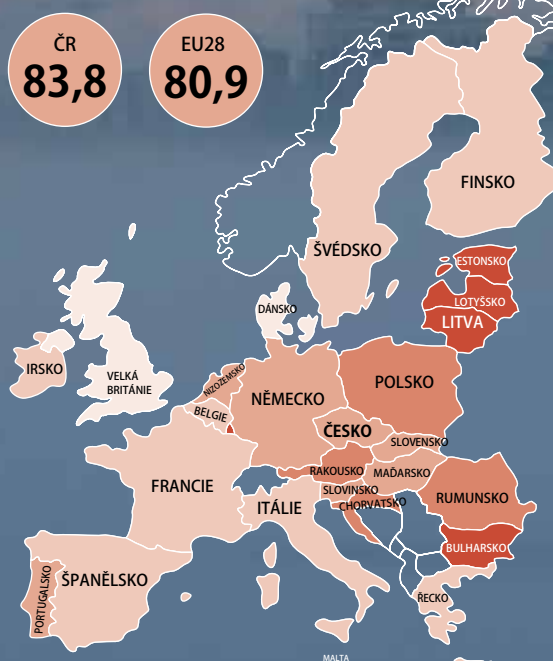 ČR
83,8
EU28
80,9
FINSKO
ŠVÉDSKO
ESTONSKO
LOTYŠSKO
LITVA
DÁNSKO
IRSKO
VELKÁ
BRITÁNIE
NIZOZEMSKO
BELGIE
NĚMECKO
POLSKO
ČESKO
SLOVENSKO
FRANCIE
RAKOUSKO
MAĎARSKO
SLOVINSKO
CHORVATSKO
RUMUNSKO
ITÁLIE
BULHARSKO
PORTUGALSKO
ŠPANĚLSKO
ŘECKO
MALTA